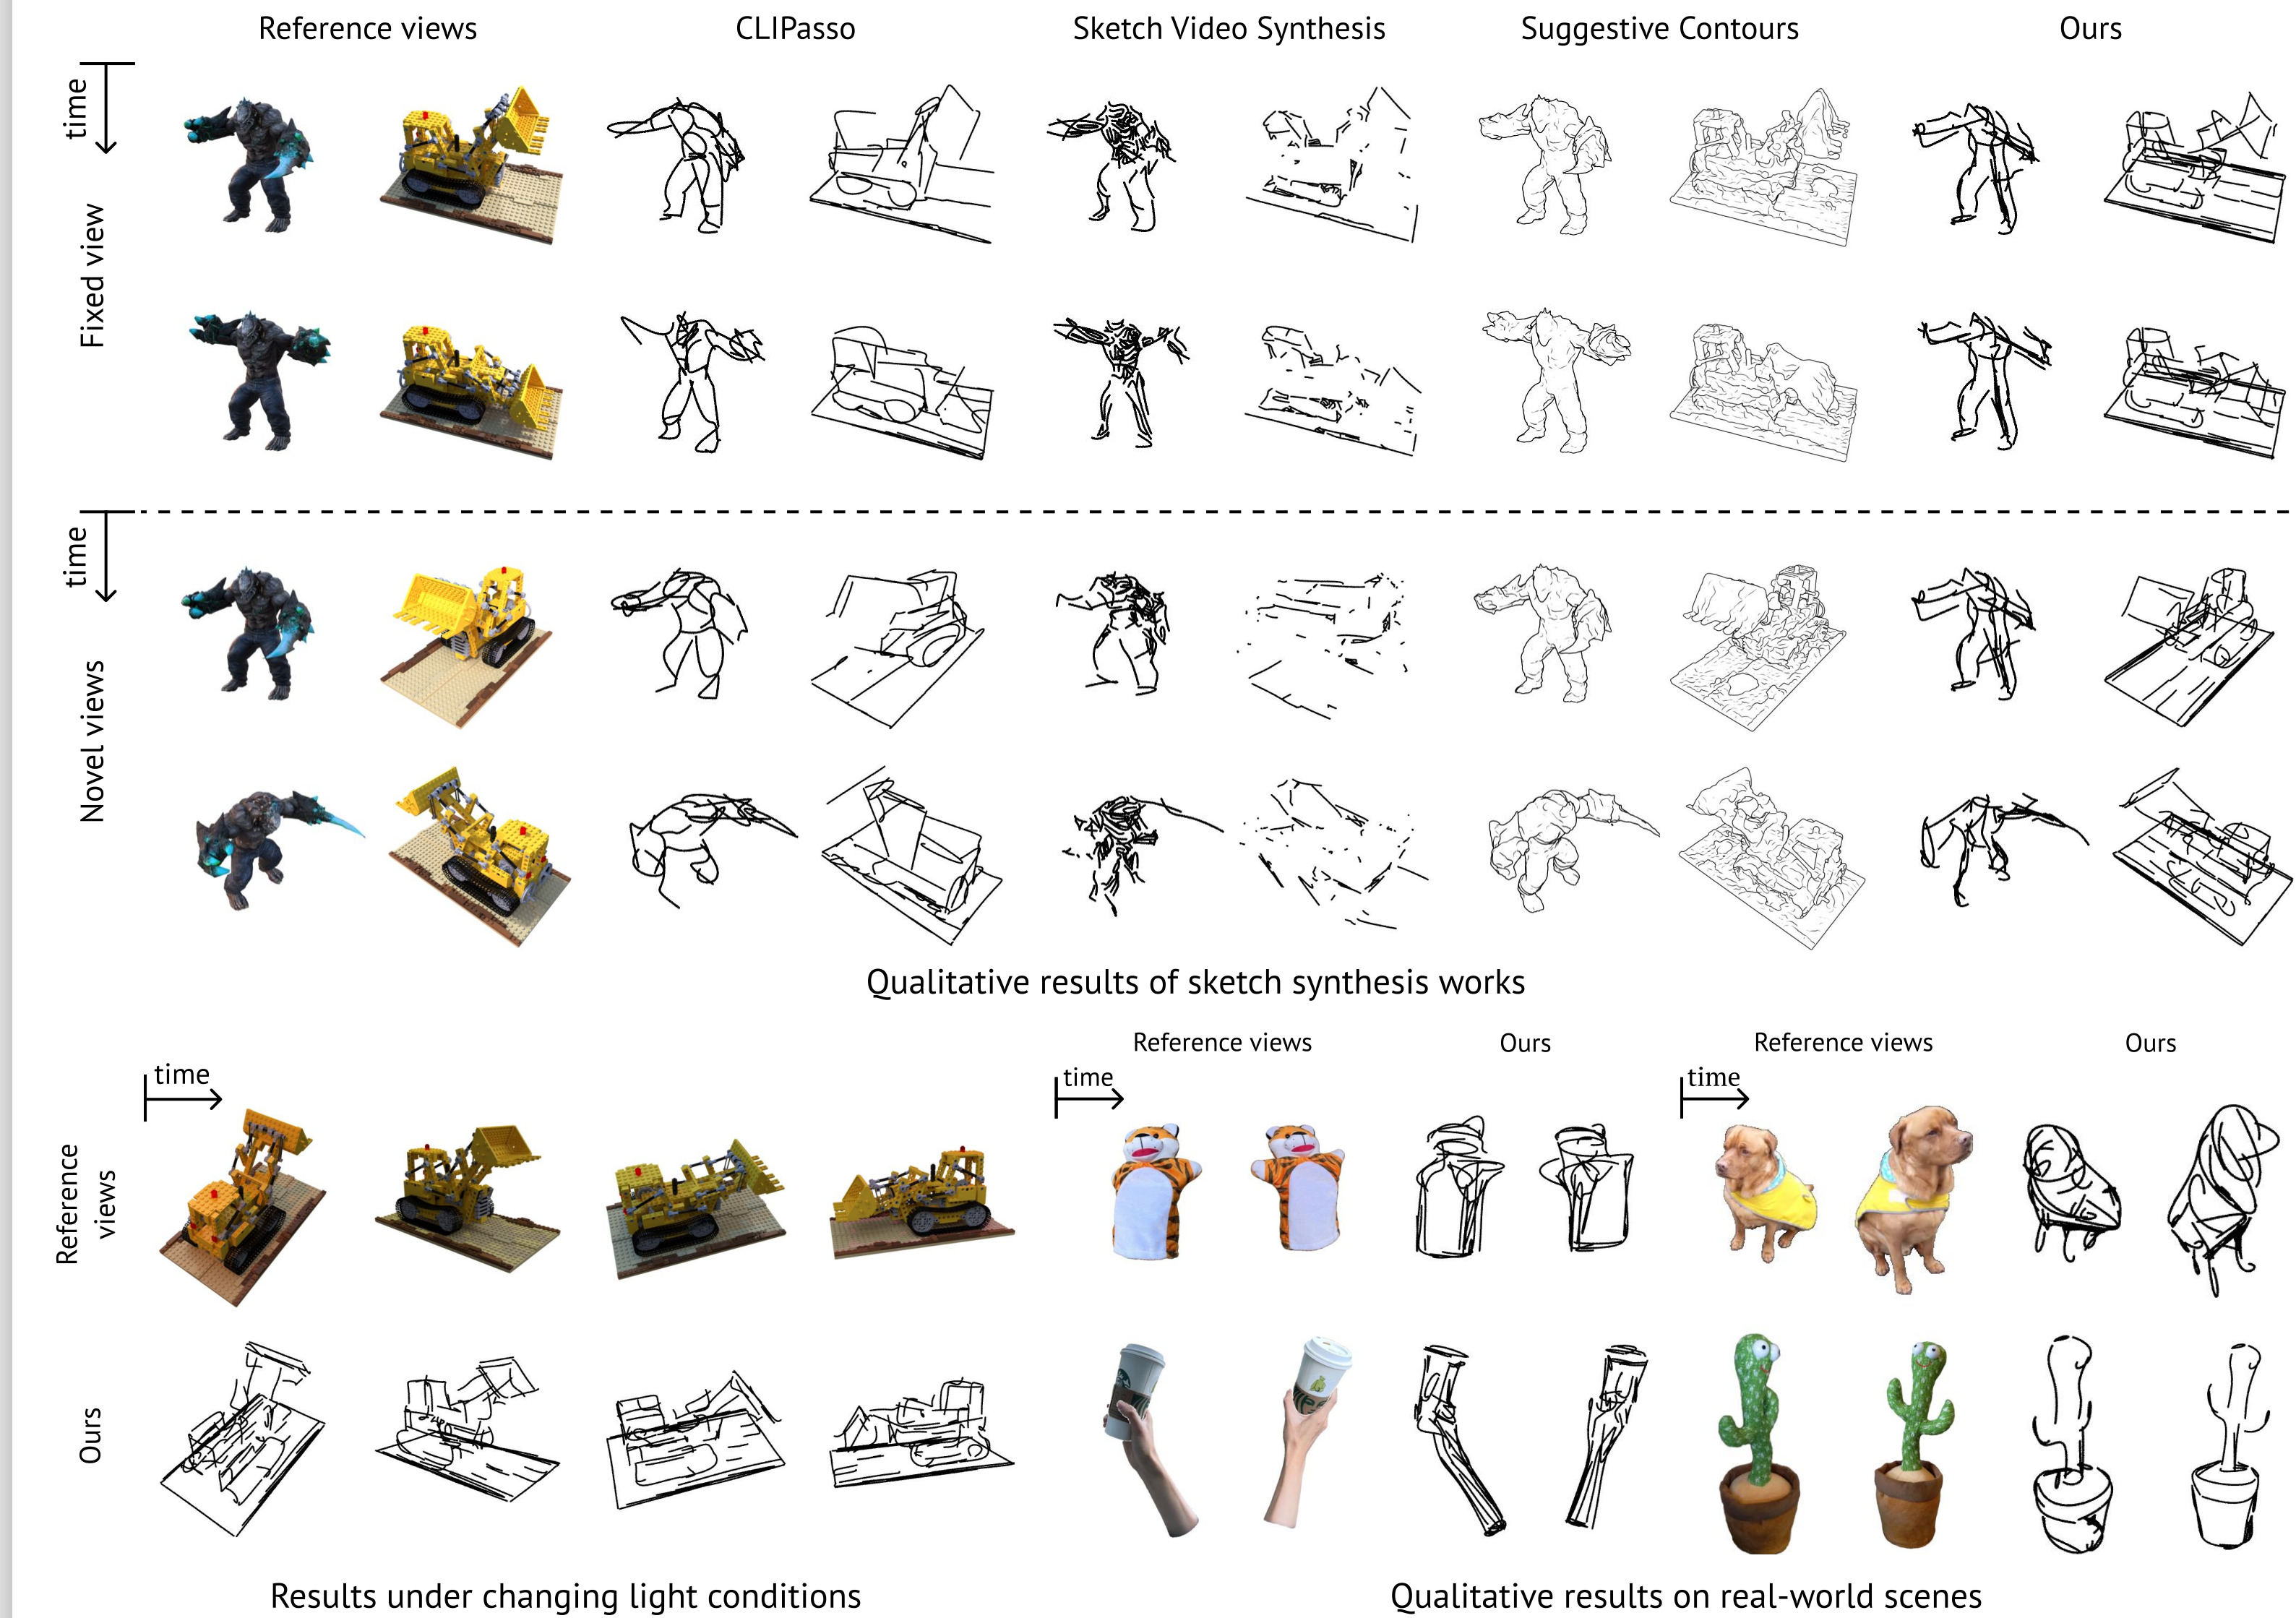 Reference views
CLIPasso
Sketch Video Synthesis
Suggestive Contours
Ours
time
Fixed view
time
Novel views
Qualitative results of sketch synthesis works
Reference views
Ours
Reference views
Ours
time
time
time
Reference
views
Ours
Results under changing light conditions
Qualitative results on real-world scenes